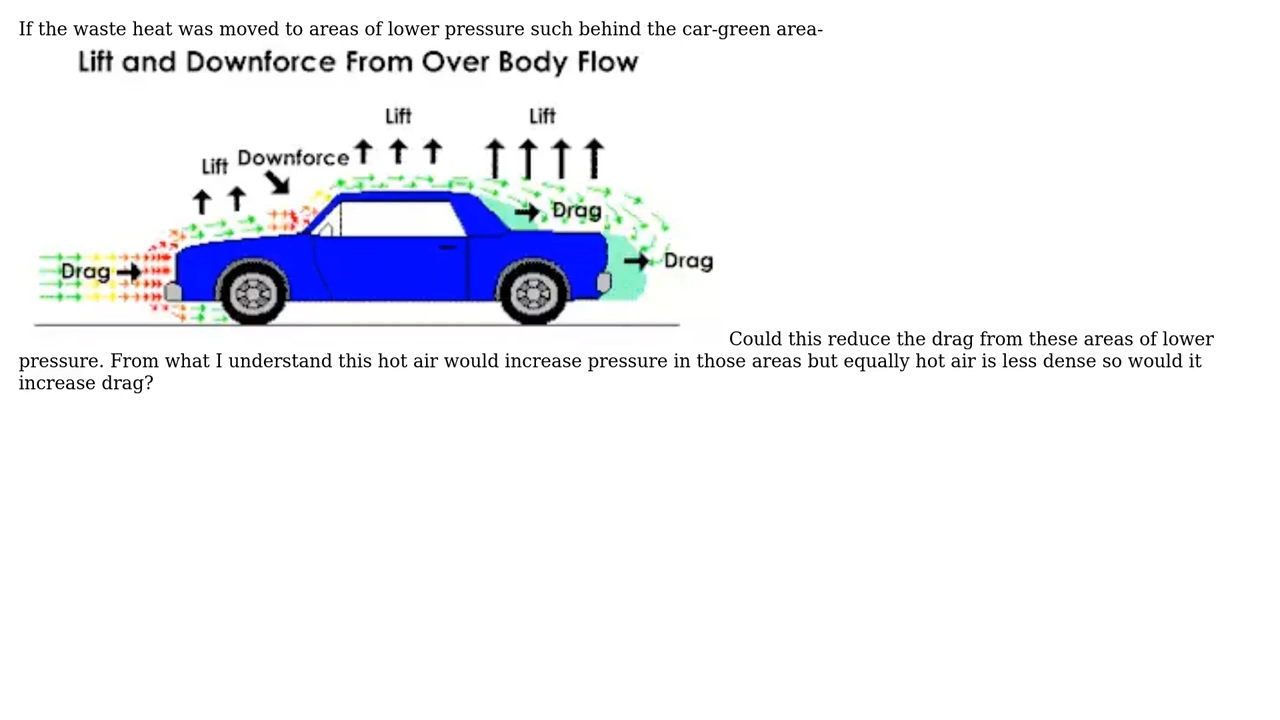 If the waste heat was moved to areas of lower pressure such behind the car-green area-
Lift and Downforce From Over Body Flow
Lift
Lift
Lift
Downforce
Drag
Drag
Drag
Could this reduce the drag from these areas of lower
pressure. From what I understand this hot air would increase pressure in those areas but equally hot air is less dense so would it
increase drag?